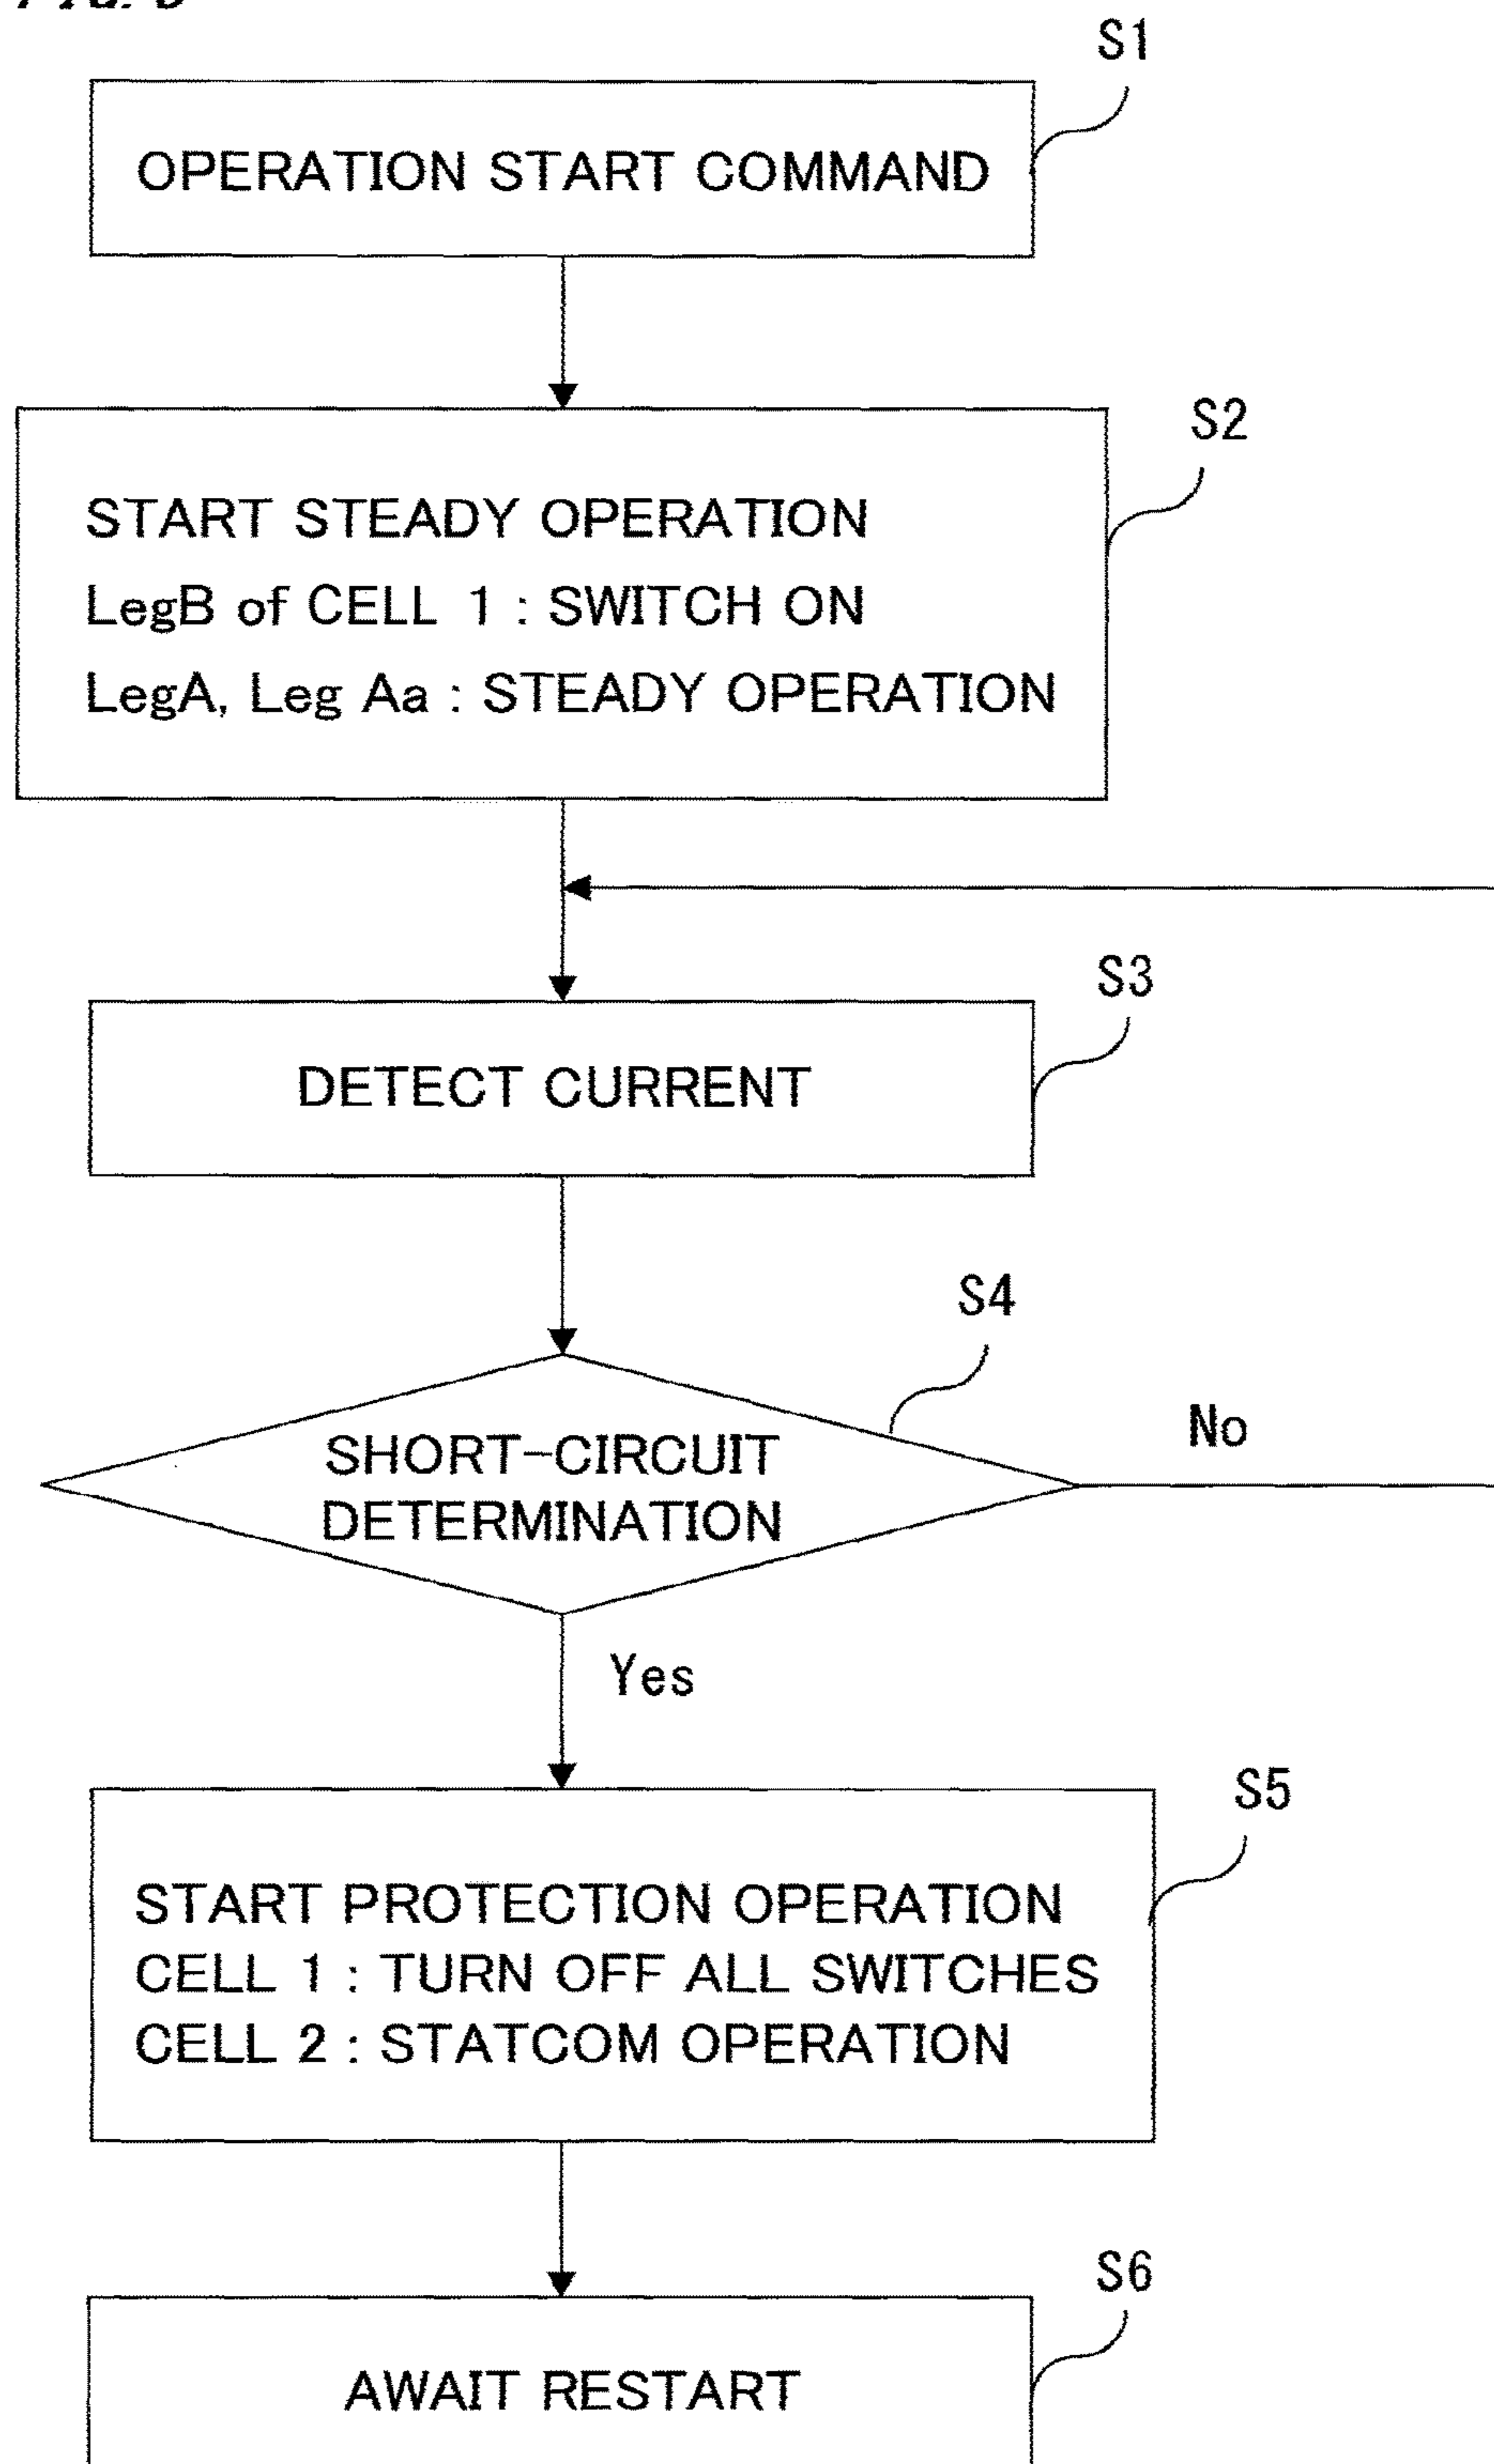 S1
OPERATION START COMMAND
S2
START STEADY OPERATION
LegB of CELL 1 : SWITCH ON
LegA, Leg Aa : STEADY OPERATION
S3
DETECT CURRENT
S4
SHORT-CIRCUIT
DETERMINATION
No
Yes
S5
START PROTECTION OPERATION
CELL 1 : TURN OFF ALL SWITCHES
CELL 2 : STATCOM OPERATION
S6
AWAIT RESTART